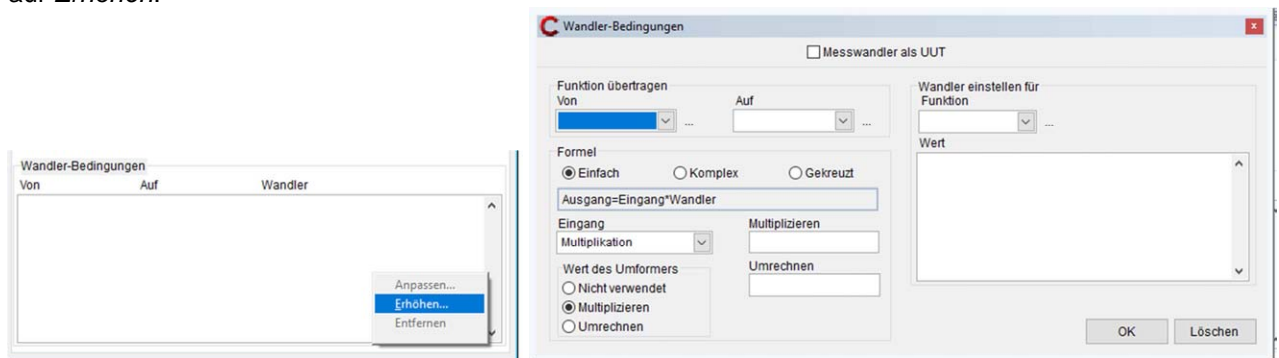 auf Erhöhen.
Wandler-Bedingungen
Von Auf Wandler
Anpassen...
Erhöhen...
Entfernen
Wandler-Bedingungen
Messwandler als UUT
Funktion übertragen
Von Auf
... ...
Formel
Einfach Komplex Gekreuzt
Ausgang=Eingang*Wandler
Eingang Multiplizieren
Multiplikation
Wert des Umformers Umrechnen
Nicht verwendet
Multiplizieren
Umrechnen
Wandler einstellen für
Funktion
...
Wert
OK Löschen